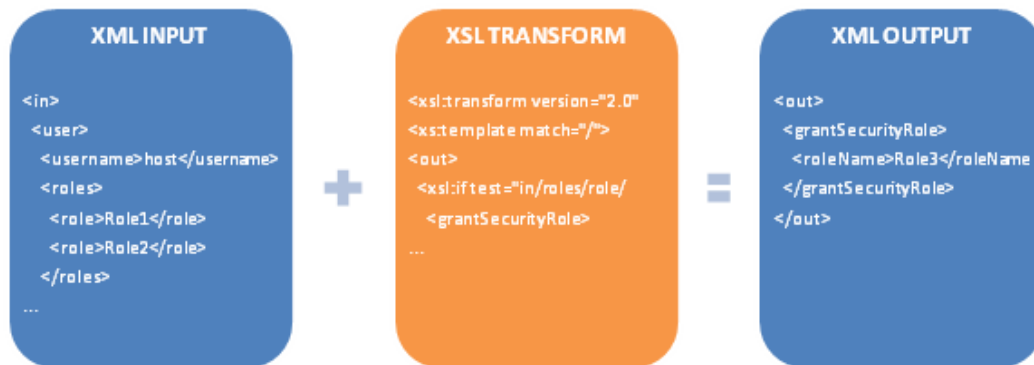 XML INPUT
<in>
<user>
<username>host</username>
<roles>
<role>Role1</role>
<role>Role2</role>
</roles>
...
+
XSL TRANSFORM
<xsl:transform version="2.0"
<xs:template match="/">
<out>
<xsl:if test="in/roles/role/
<grantSecurityRole>
...
=
XML OUTPUT
<out>
<grantSecurityRole>
<roleName>Role3</roleName
</grantSecurityRole>
</out>